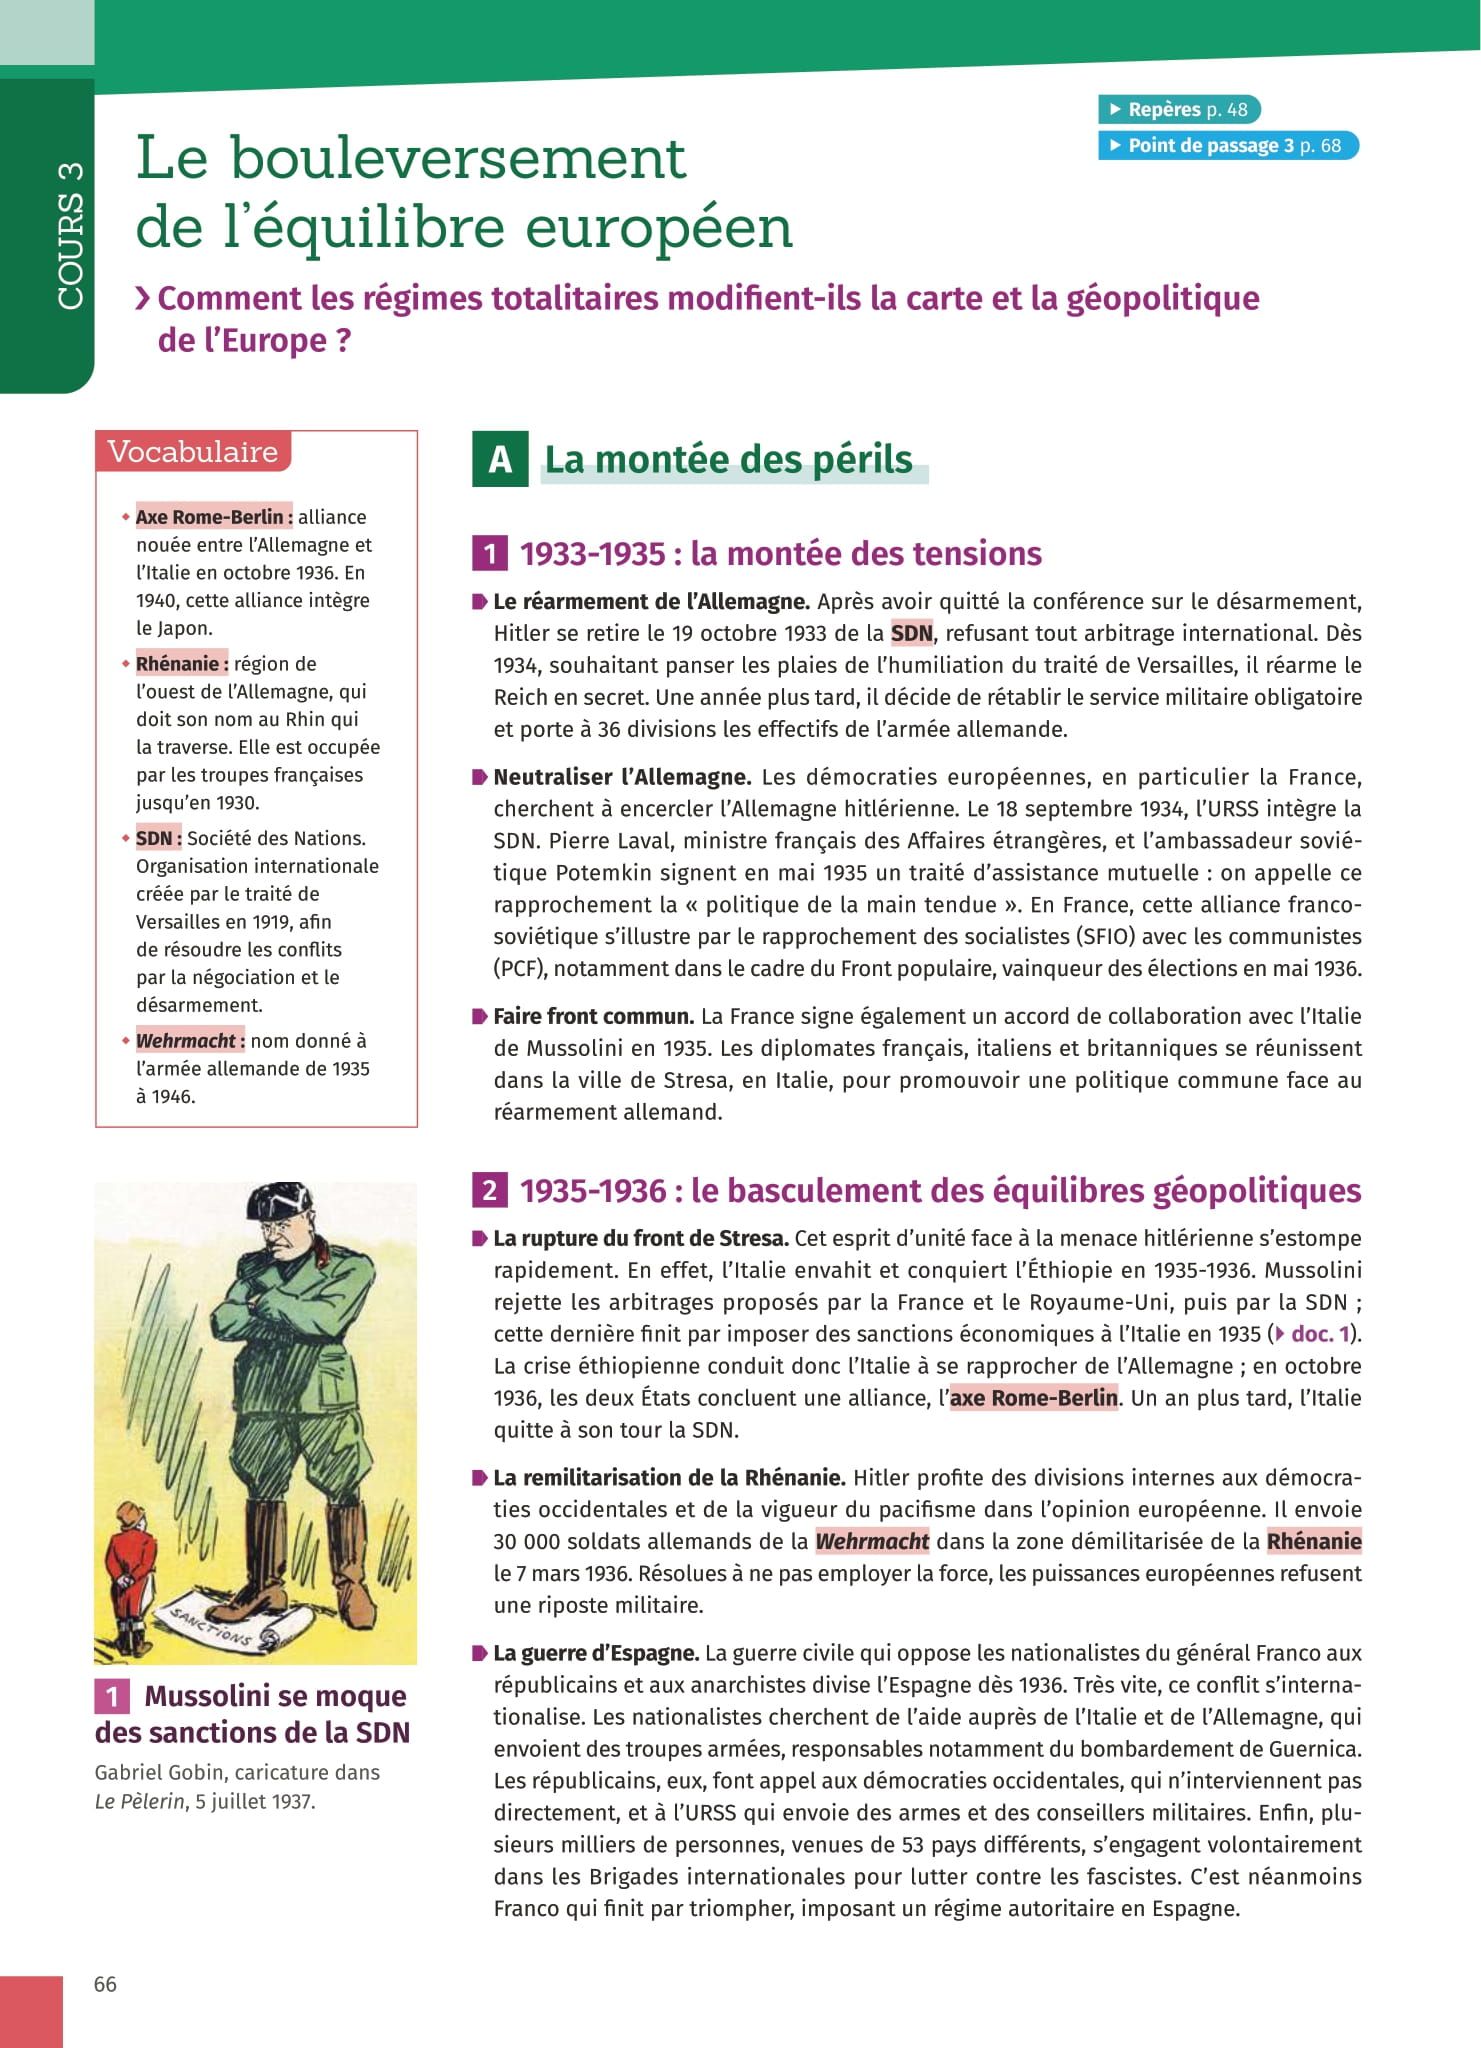 COURS 3
▶ Repères p. 48
▶ Point de passage 3 p. 68
Le bouleversement
de l'équilibre européen
❯ Comment les régimes totalitaires modifient-ils la carte et la géopolitique
de l'Europe ?
Vocabulaire
• Axe Rome-Berlin : alliance
nouée entre l'Allemagne et
l'Italie en octobre 1936. En
1940, cette alliance intègre
le Japon.
• Rhénanie : région de
l'ouest de l'Allemagne, qui
doit son nom au Rhin qui
la traverse. Elle est occupée
par les troupes françaises
jusqu'en 1930.
• SDN : Société des Nations.
Organisation internationale
créée par le traité de
Versailles en 1919, afin
de résoudre les conflits
par la négociation et le
désarmement.
• Wehrmacht : nom donné à
l'armée allemande de 1935
à 1946.
SANCTIONS
1 Mussolini se moque
des sanctions de la SDN
Gabriel Gobin, caricature dans
Le Pèlerin, 5 juillet 1937.
A La montée des périls
1 1933-1935 : la montée des tensions
Le réarmement de l'Allemagne. Après avoir quitté la conférence sur le désarmement,
Hitler se retire le 19 octobre 1933 de la SDN, refusant tout arbitrage international. Dès
1934, souhaitant panser les plaies de l'humiliation du traité de Versailles, il réarme le
Reich en secret. Une année plus tard, il décide de rétablir le service militaire obligatoire
et porte à 36 divisions les effectifs de l'armée allemande.
Neutraliser l'Allemagne. Les démocraties européennes, en particulier la France,
cherchent à encercler l'Allemagne hitlérienne. Le 18 septembre 1934, l'URSS intègre la
SDN. Pierre Laval, ministre français des Affaires étrangères, et l'ambassadeur sovié-
tique Potemkin signent en mai 1935 un traité d'assistance mutuelle : on appelle ce
rapprochement la « politique de la main tendue ». En France, cette alliance franco-
soviétique s'illustre par le rapprochement des socialistes (SFIO) avec les communistes
(PCF), notamment dans le cadre du Front populaire, vainqueur des élections en mai 1936.
Faire front commun. La France signe également un accord de collaboration avec l'Italie
de Mussolini en 1935. Les diplomates français, italiens et britanniques se réunissent
dans la ville de Stresa, en Italie, pour promouvoir une politique commune face au
réarmement allemand.
2 1935-1936 : le basculement des équilibres géopolitiques
La rupture du front de Stresa. Cet esprit d'unité face à la menace hitlérienne s'estompe
rapidement. En effet, l'Italie envahit et conquiert l'Éthiopie en 1935-1936. Mussolini
rejette les arbitrages proposés par la France et le Royaume-Uni, puis par la SDN ;
cette dernière finit par imposer des sanctions économiques à l'Italie en 1935 (▶ doc. 1).
La crise éthiopienne conduit donc l'Italie à se rapprocher de l'Allemagne ; en octobre
1936, les deux États concluent une alliance, l'axe Rome-Berlin. Un an plus tard, l'Italie
quitte à son tour la SDN.
La remilitarisation de la Rhénanie. Hitler profite des divisions internes aux démocra-
ties occidentales et de la vigueur du pacifisme dans l'opinion européenne. Il envoie
30 000 soldats allemands de la Wehrmacht dans la zone démilitarisée de la Rhénanie
le 7 mars 1936. Résolues à ne pas employer la force, les puissances européennes refusent
une riposte militaire.
La guerre d'Espagne. La guerre civile qui oppose les nationalistes du général Franco aux
républicains et aux anarchistes divise l'Espagne dès 1936. Très vite, ce conflit s'interna-
tionalise. Les nationalistes cherchent de l'aide auprès de l'Italie et de l'Allemagne, qui
envoient des troupes armées, responsables notamment du bombardement de Guernica.
Les républicains, eux, font appel aux démocraties occidentales, qui n'interviennent pas
directement, et à l'URSS qui envoie des armes et des conseillers militaires. Enfin, plu-
sieurs milliers de personnes, venues de 53 pays différents, s'engagent volontairement
dans les Brigades internationales pour lutter contre les fascistes. C'est néanmoins
Franco qui finit par triompher, imposant un régime autoritaire en Espagne.
66